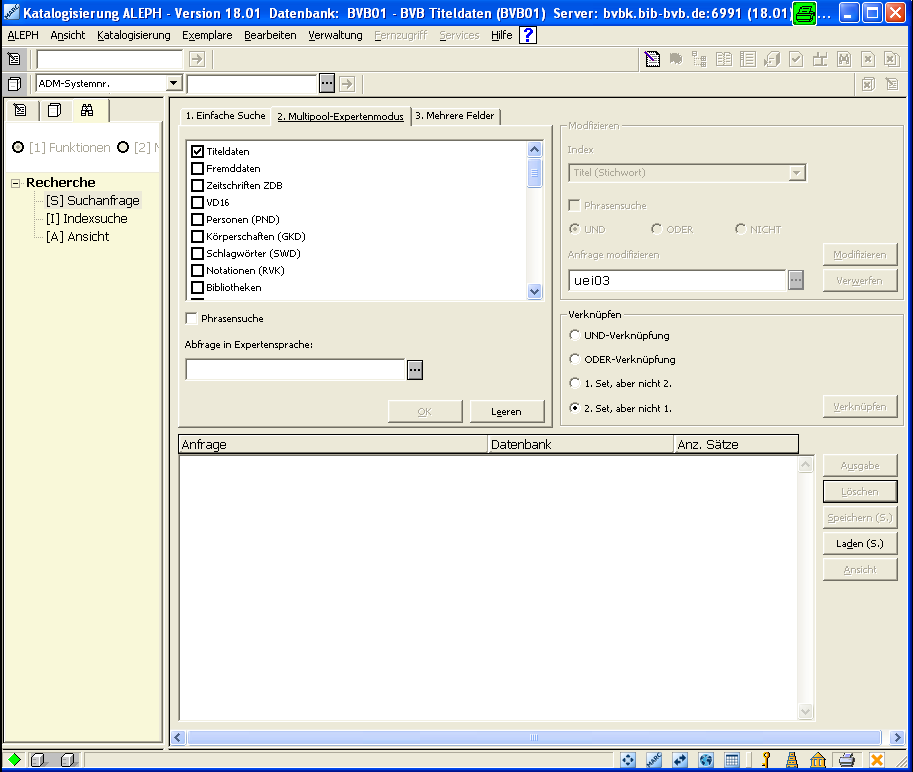 Katalogisierung ALEPH - Version 18.01 Datenbank: BVB01 - BVB Titeldaten (BVB01) Server: bvbk.bib-bvb.de:6991 (18.01) ...
ALEPH Ansicht Katalogisierung Exemplare Bearbeiten Verwaltung Fernzugriff Services Hilfe ?
ADM-Systemnr. ...
[1] Funktionen [2]
Recherche
[S] Suchanfrage
[I] Indexsuche
[A] Ansicht
1. Einfache Suche 2. Multipool-Expertenmodus 3. Mehrere Felder
Titeldaten
Fremddaten
Zeitschriften ZDB
VD16
Personen (PND)
Körperschaften (GKD)
Schlagwörter (SWD)
Notationen (RVK)
Bibliotheken
Phrasensuche
Abfrage in Expertensprache:
...
OK Leeren
Modifizieren
Index
Titel (Stichwort)
Phrasensuche
UND ODER NICHT
Anfrage modifizieren Modifizieren
uei03 ... Verwerfen
Verknüpfen
UND-Verknüpfung
ODER-Verknüpfung
1. Set, aber nicht 2.
2. Set, aber nicht 1. Verknüpfen
Anfrage Datenbank Anz. Sätze
Ausgabe
Löschen
Speichern (S.)
Laden (S.)
Ansicht